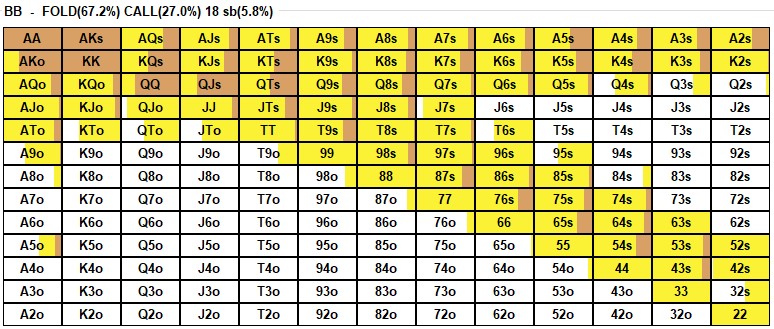 BB - FOLD(67.2%) CALL(27.0%) 18 sb(5.8%)
AA AKs AQs AJs ATs A9s A8s A7s A6s A5s A4s A3s A2s
AKo KK KQs KJs KTs K9s K8s K7s K6s K5s K4s K3s K2s
AQo KQo QQ QJs QTs Q9s Q8s Q7s Q6s Q5s Q4s Q3s Q2s
AJo KJo QJo JJ JTs J9s J8s J7s J6s J5s J4s J3s J2s
ATo KTo QTo JTo TT T9s T8s T7s T6s T5s T4s T3s T2s
A9o K9o Q9o J9o T9o 99 98s 97s 96s 95s 94s 93s 92s
A8o K8o Q8o J8o T8o 98o 88 87s 86s 85s 84s 83s 82s
A7o K7o Q7o J7o T7o 97o 87o 77 76s 75s 74s 73s 72s
A6o K6o Q6o J6o T6o 96o 86o 76o 66 65s 64s 63s 62s
A5o K5o Q5o J5o T5o 95o 85o 75o 65o 55 54s 53s 52s
A4o K4o Q4o J4o T4o 94o 84o 74o 64o 54o 44 43s 42s
A3o K3o Q3o J3o T3o 93o 83o 73o 63o 53o 43o 33 32s
A2o K2o Q2o J2o T2o 92o 82o 72o 62o 52o 42o 32o 22